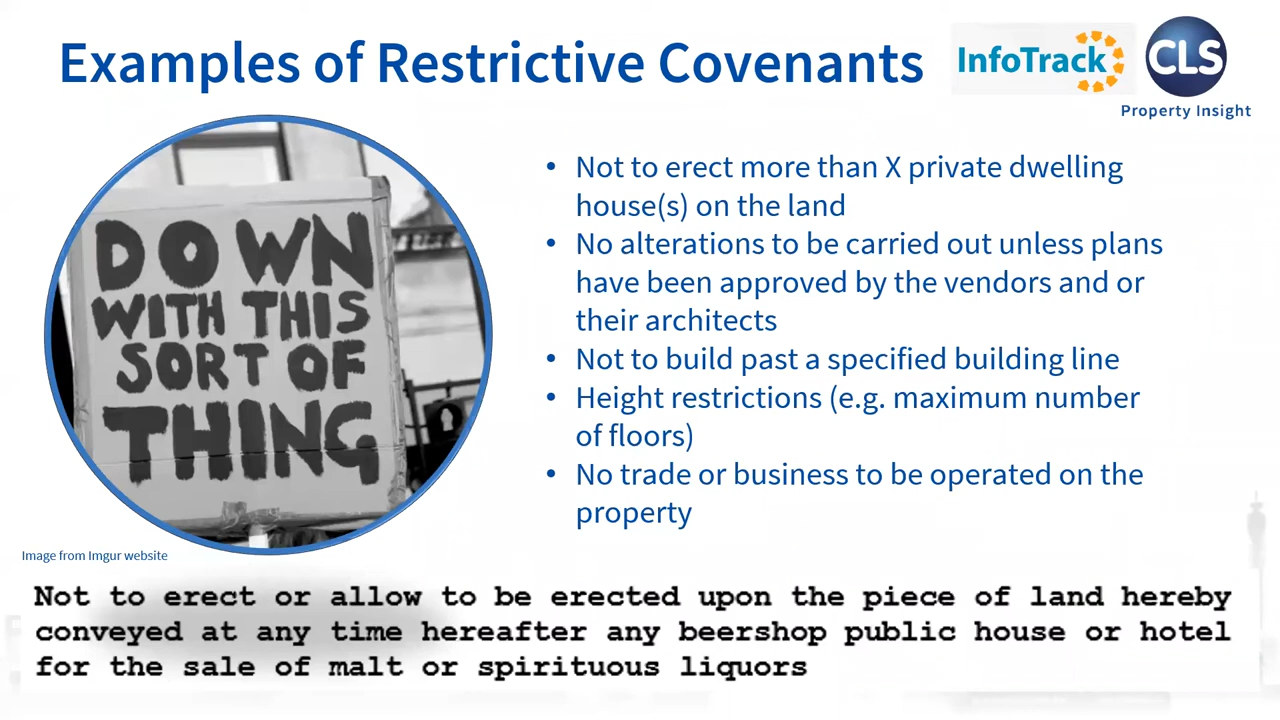 Examples of Restrictive Covenants
InfoTrack
CLS
Property Insight
DOWN
WITH THIS
SORT OF
THING
• Not to erect more than X private dwelling
house(s) on the land
• No alterations to be carried out unless plans
have been approved by the vendors and or
their architects
• Not to build past a specified building line
• Height restrictions (e.g. maximum number
of floors)
• No trade or business to be operated on the
property
Image from Imgur website
Not to erect or allow to be erected upon the piece of land hereby
conveyed at any time hereafter any beershop public house or hotel
for the sale of malt or spirituous liquors